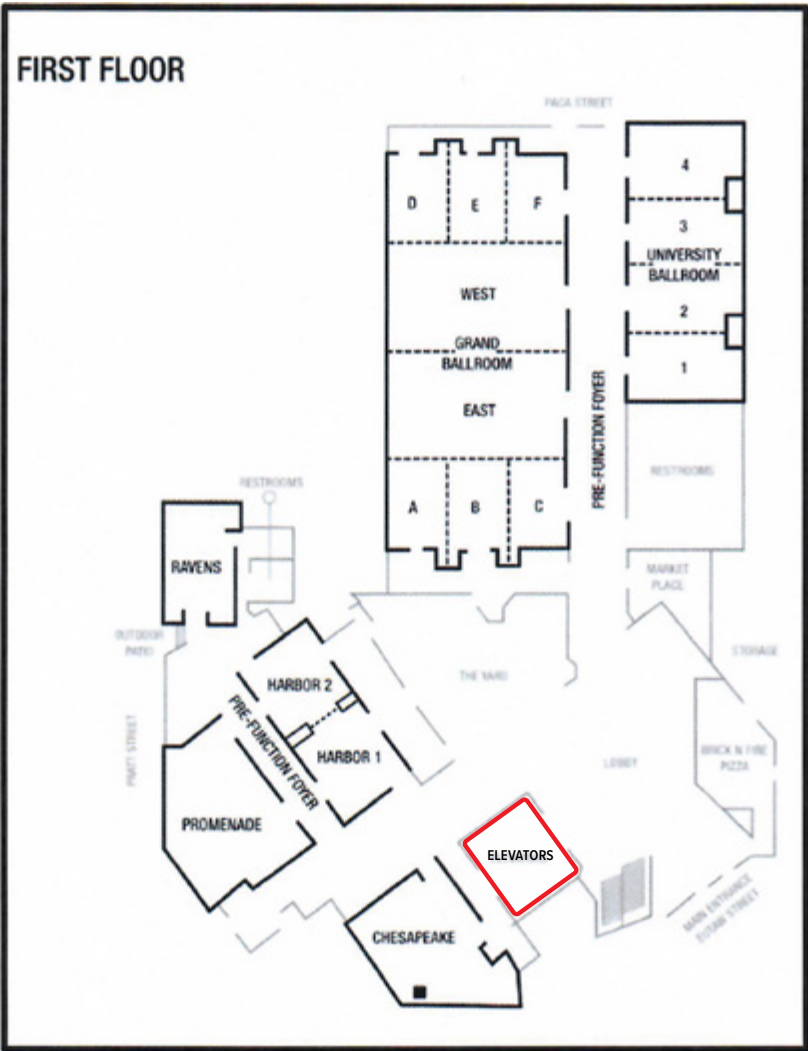 FIRST FLOOR
PACA STREET
4
D
E
F
3
UNIVERSITY
BALLROOM
WEST
2
GRAND
BALLROOM
1
EAST
PRE-FUNCTION FOYER
RESTROOMS
RESTROOMS
A
B
C
RAVENS
MARKET
PLACE
OUTDOOR
PATIO
STORAGE
THE YARD
HARBOR 2
PRE-FUNCTION FOYER
PRATT STREET
HARBOR 1
LOBBY
BRICK N FIRE
PIZZA
PROMENADE
ELEVATORS
MAIN ENTRANCE
EUTAW STREET
CHESAPEAKE